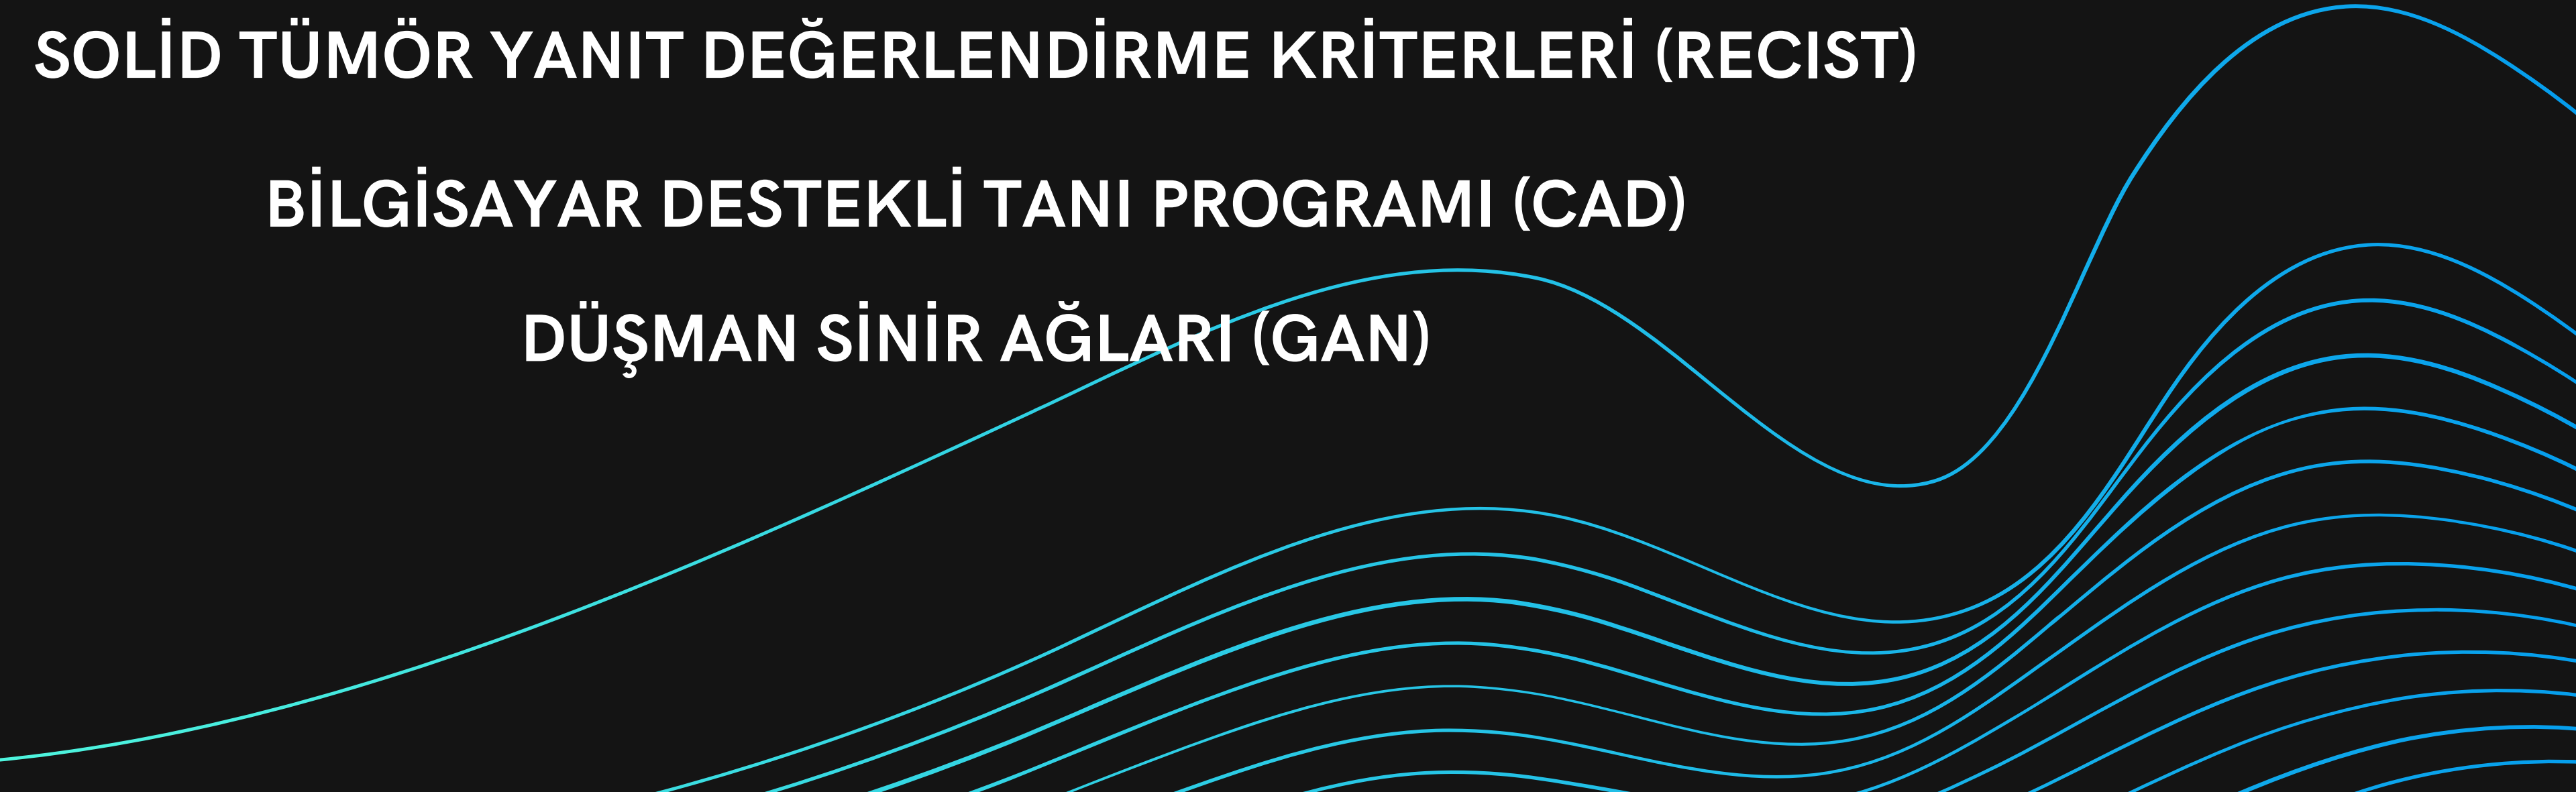 SOLİD TÜMÖR YANIT DEĞERLENDİRME KRİTERLERİ (RECIST)
BİLGİSAYAR DESTEKLİ TANI PROGRAMI (CAD)
DÜŞMAN SİNİR AĞLARI (GAN)